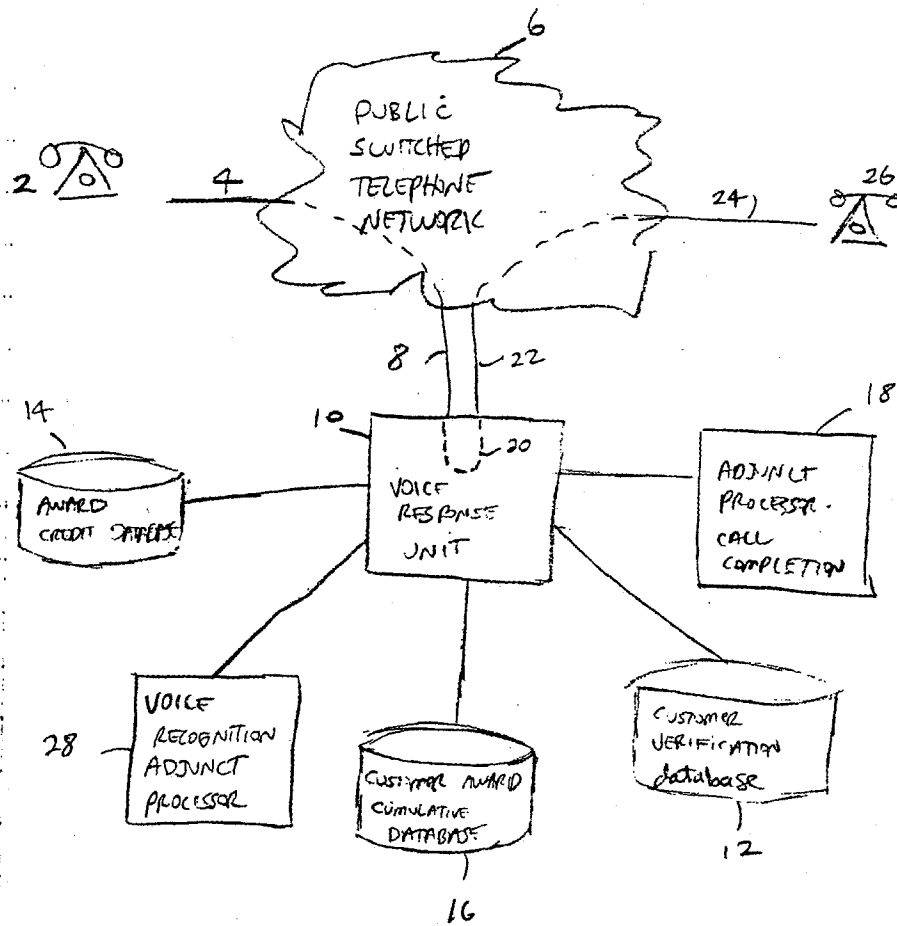 6
PUBLIC
SWITCHED
TELEPHONE
NETWORK
2
4
24
26
8
22
14
10
20
18
AWARD
CREDIT DATABASE
VOICE
RESPONSE
UNIT
ADJUNCT
PROCESSOR.
CALL
COMPLETION
28
VOICE
RECOGNITION
ADJUNCT
PROCESSOR
CUSTOMER AWARD
CUMULATIVE
DATABASE
CUSTOMER
VERIFICATION
database
12
16